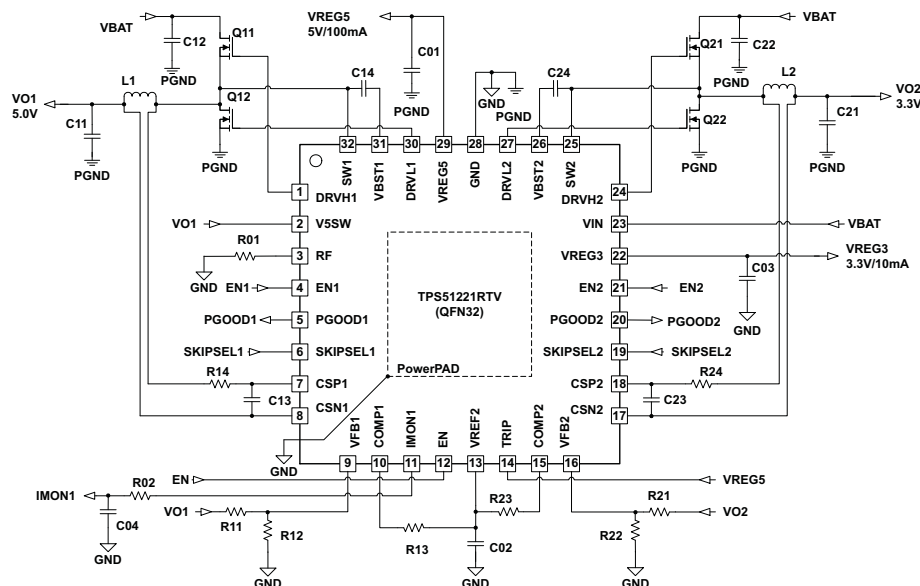 VBAT
Q11
C12
PGND
VREG5
5V/100mA
C01
PGND
VBAT
Q21
C22
PGND
L1
C14
GND
PGND
C24
L2
VO1
5.0V
C11
PGND
Q12
PGND
Q22
PGND
C21
PGND
VO2
3.3V
32
31
30
29
28
27
26
25
SW1
VBST1
DRVL1
VREG5
GND
DRVL2
VBST2
SW2
1
DRVH1
DRVH2
24
VO1
2
V5SW
VIN
23
VBAT
R01
GND
3
RF
VREG3
22
VREG3
3.3V/10mA
C03
GND
EN1
4
EN1
EN2
21
EN2
TPS51221RTV
(QFN32)
PGOOD1
5
PGOOD1
PGOOD2
20
PGOOD2
SKIPSEL1
6
SKIPSEL1
SKIPSEL2
19
SKIPSEL2
PowerPAD
R14
7
CSP1
CSP2
18
R24
C13
8
CSN1
CSN2
17
C23
GND
VFB1
COMP1
IMON1
EN
VREF2
TRIP
COMP2
VFB2
9
10
11
12
13
14
15
16
EN
VREG5
IMON1
R02
C04
GND
VO1
R11
R12
GND
R13
R23
C02
GND
R21
VO2
R22
GND